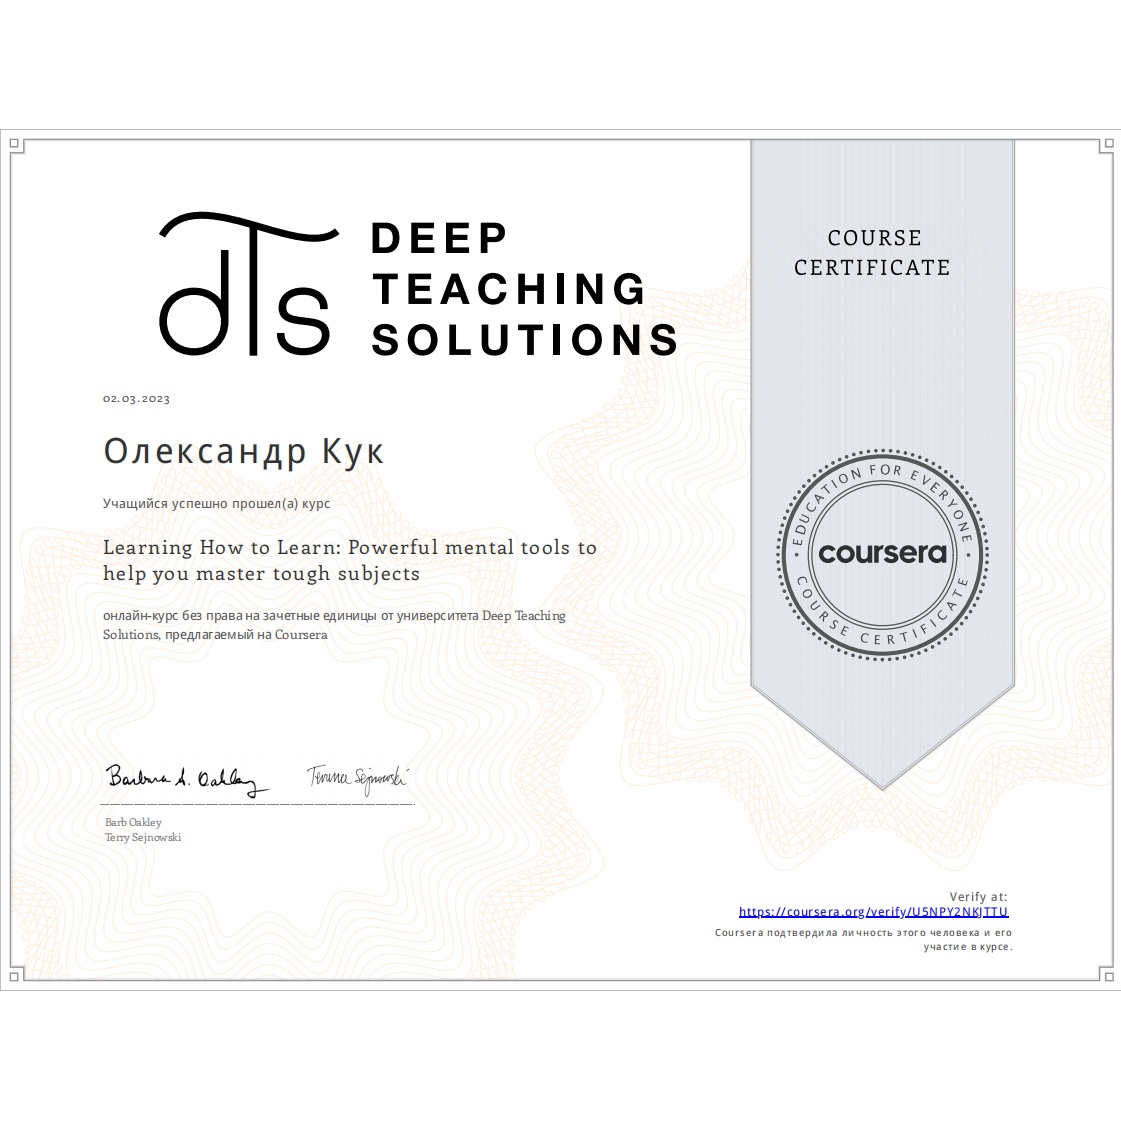 dTs
DEEP
TEACHING
SOLUTIONS
COURSE
CERTIFICATE
02.03.2023
Олександр Кук
Учащийся успешно прошел(а) курс
Learning How to Learn: Powerful mental tools to
help you master tough subjects
онлайн-курс без права на зачетные единицы от университета Deep Teaching
Solutions, предлагаемый на Coursera
EDUCATION FOR EVERYONE
coursera
COURSE CERTIFICATE
Barbara A. Oakley
Terrence Sejnowski
Barb Oakley
Terry Sejnowski
Verify at:
https://coursera.org/verify/U5NPY2NKJTTU
Coursera подтвердила личность этого человека и его
участие в курсе.